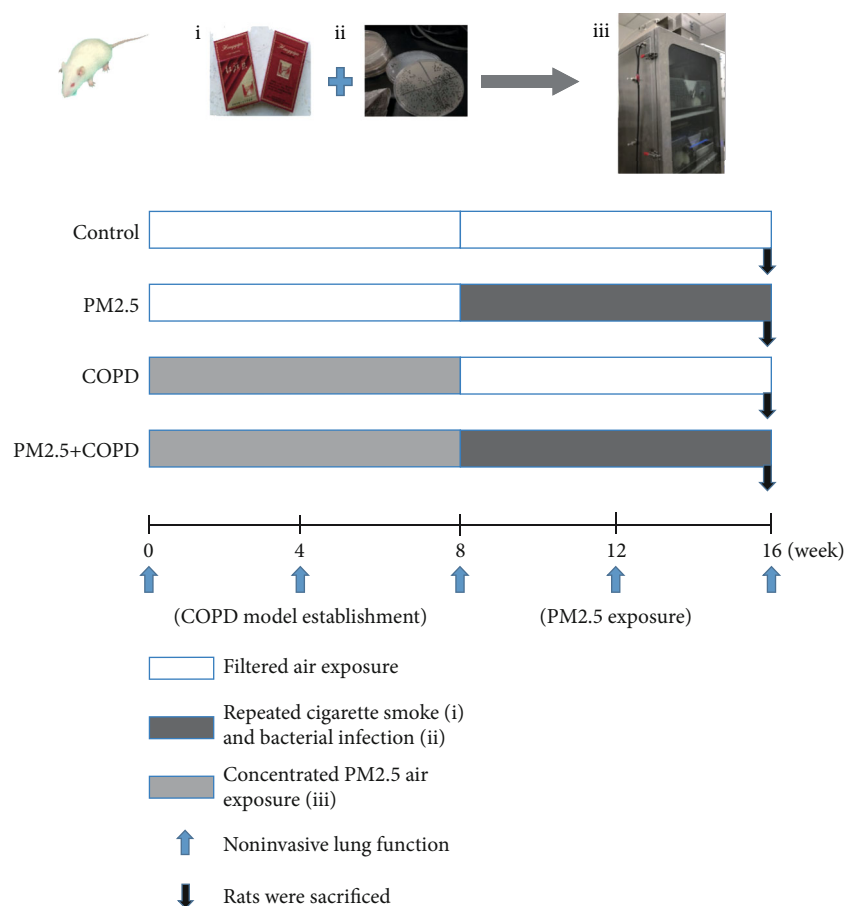 i
ii
iii
Control
PM2.5
COPD
PM2.5+COPD
0 4 8 12 16 (week)
(COPD model establishment) (PM2.5 exposure)
Filtered air exposure
Repeated cigarette smoke (i)
and bacterial infection (ii)
Concentrated PM2.5 air
exposure (iii)
Noninvasive lung function
Rats were sacrificed